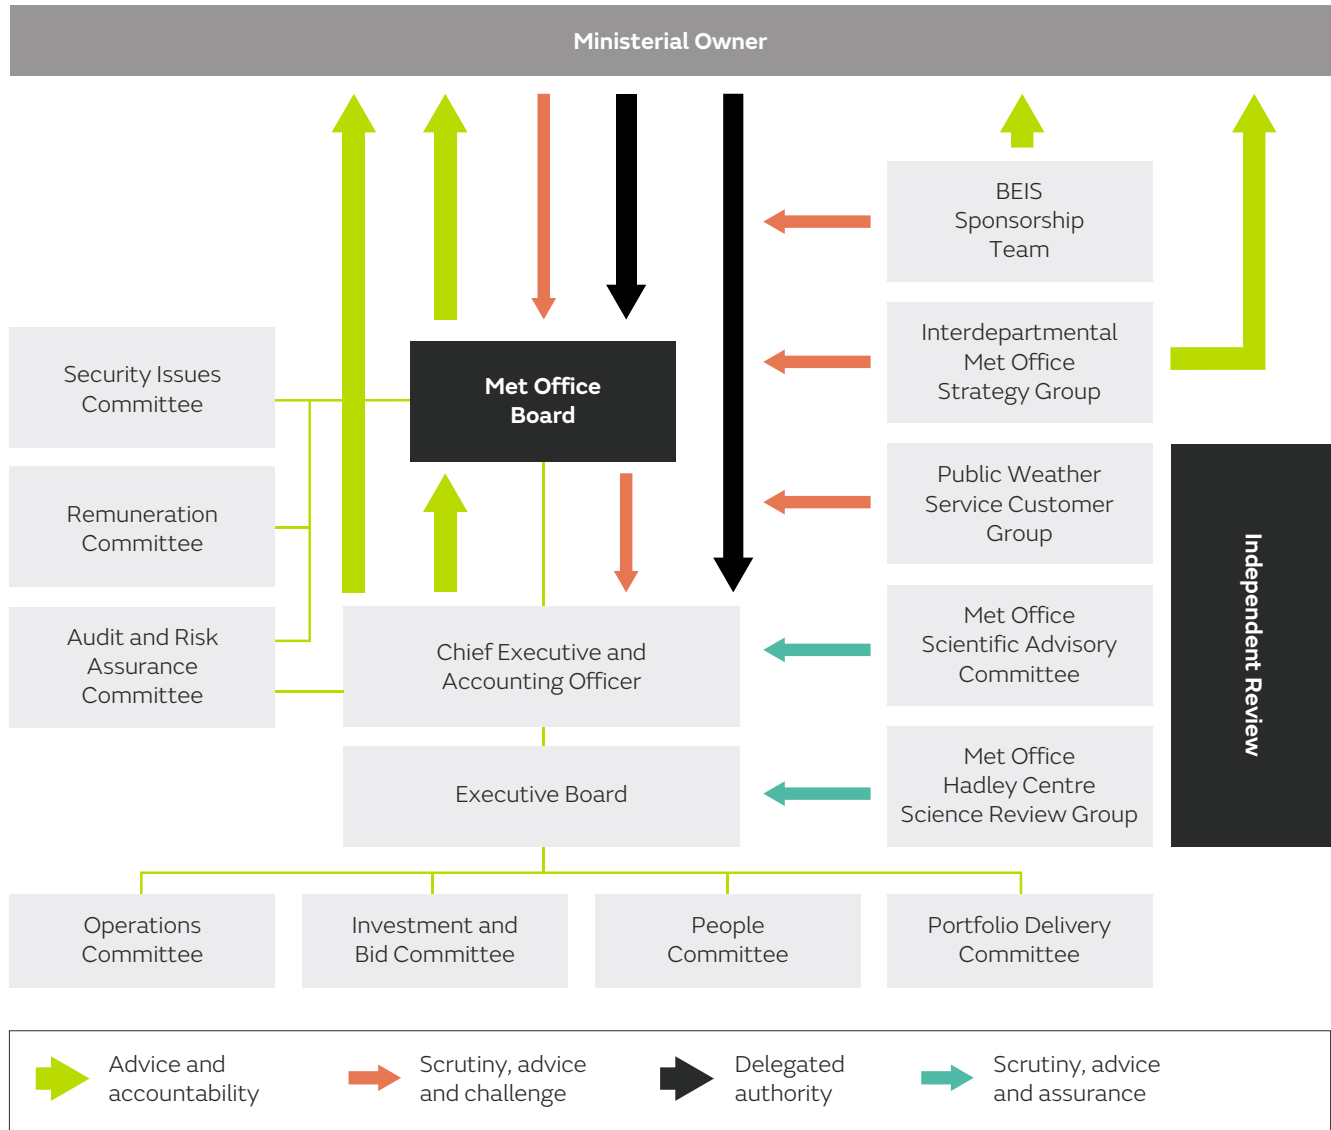 Ministerial Owner
BEIS
Sponsorship
Team
Interdepartmental
Met Office
Strategy Group
Security Issues
Committee
Met Office
Board
Public Weather
Service Customer
Group
Remuneration
Committee
Independent Review
Audit and Risk
Assurance
Committee
Chief Executive and
Accounting Officer
Met Office
Scientific Advisory
Committee
Executive Board
Met Office
Hadley Centre
Science Review Group
Operations
Committee
Investment and
Bid Committee
People
Committee
Portfolio Delivery
Committee
Advice and
accountability
Scrutiny, advice
and challenge
Delegated
authority
Scrutiny, advice
and assurance